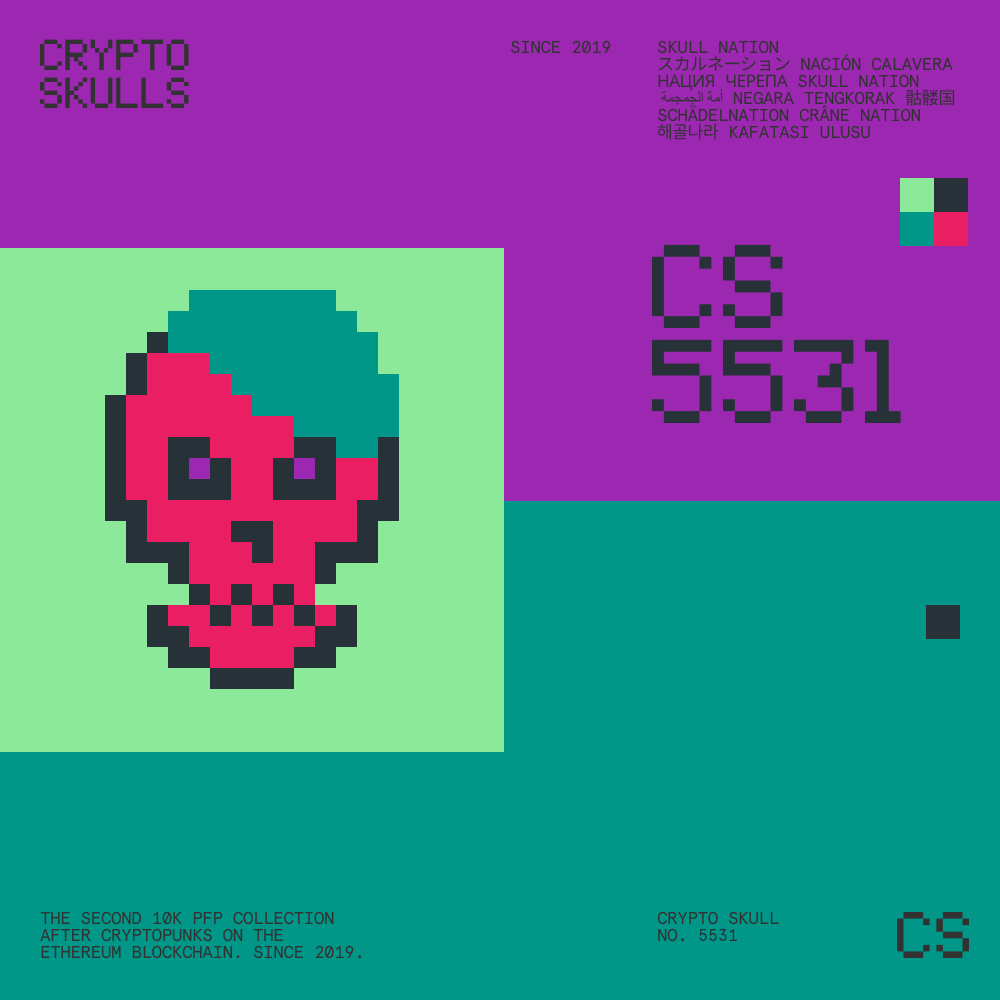 CRYPTO
SKULLS
SINCE 2019
SKULL NATION
スカルネーション NACIÓN CALAVERA
НАЦИЯ ЧЕРЕПА SKULL NATION
أمة الجمجمة NEGARA TENGKORAK 骷髅国
SCHÄDELNATION CRÂNE NATION
해골나라 KAFATASI ULUSU
CS
5531
THE SECOND 10K PFP COLLECTION
AFTER CRYPTOPUNKS ON THE
ETHEREUM BLOCKCHAIN. SINCE 2019.
CRYPTO SKULL
NO. 5531
CS